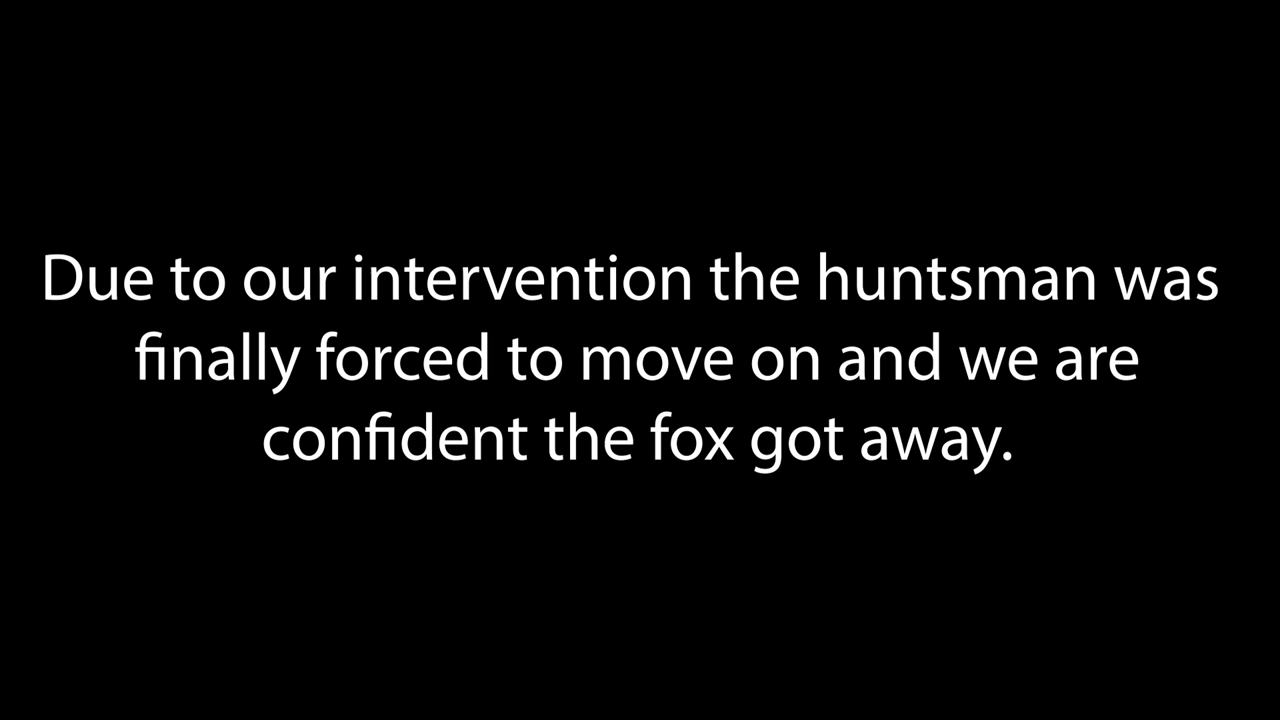 Due to our intervention the huntsman was
finally forced to move on and we are
confident the fox got away.